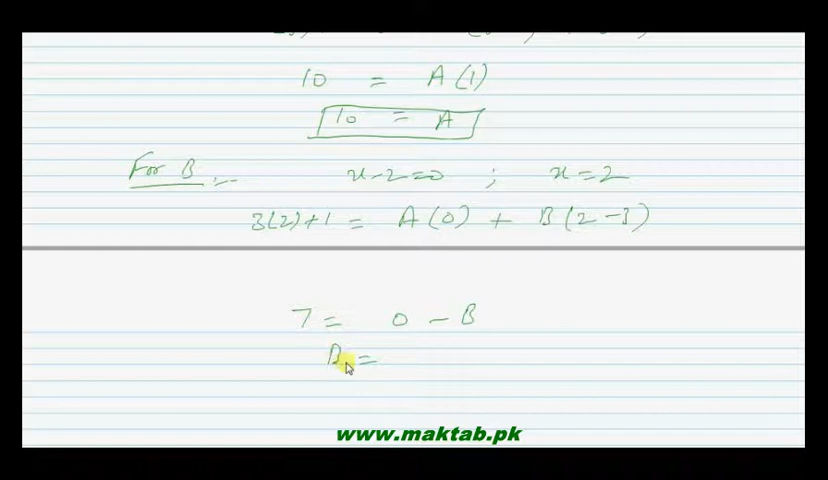 10 = A (1)
10 = A
For B :- x-2=0 ; x=2
3(2)+1 = A(0) + B(2-3)
7 = 0 - B
B =
www.maktab.pk